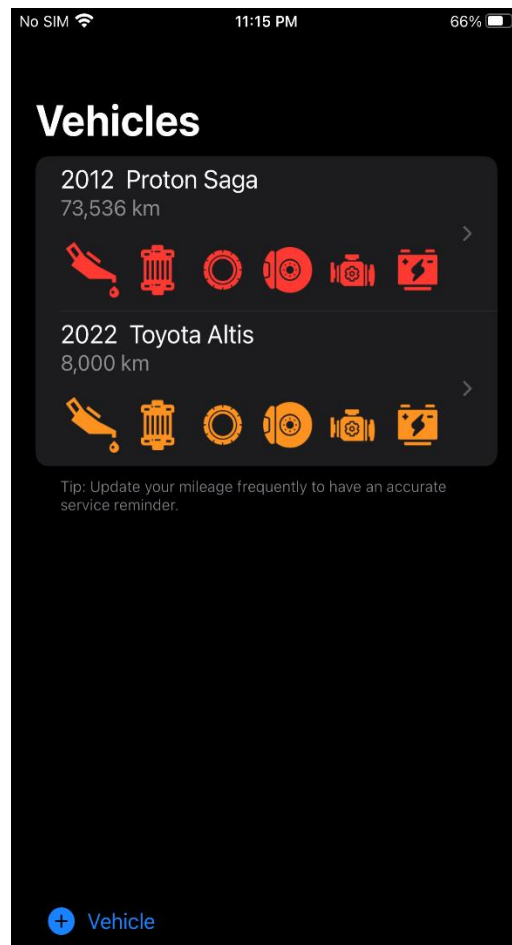 No SIM 11:15 PM 66%
Vehicles
2012 Proton Saga
73,536 km
2022 Toyota Altis
8,000 km
Tip: Update your mileage frequently to have an accurate
service reminder.
Vehicle